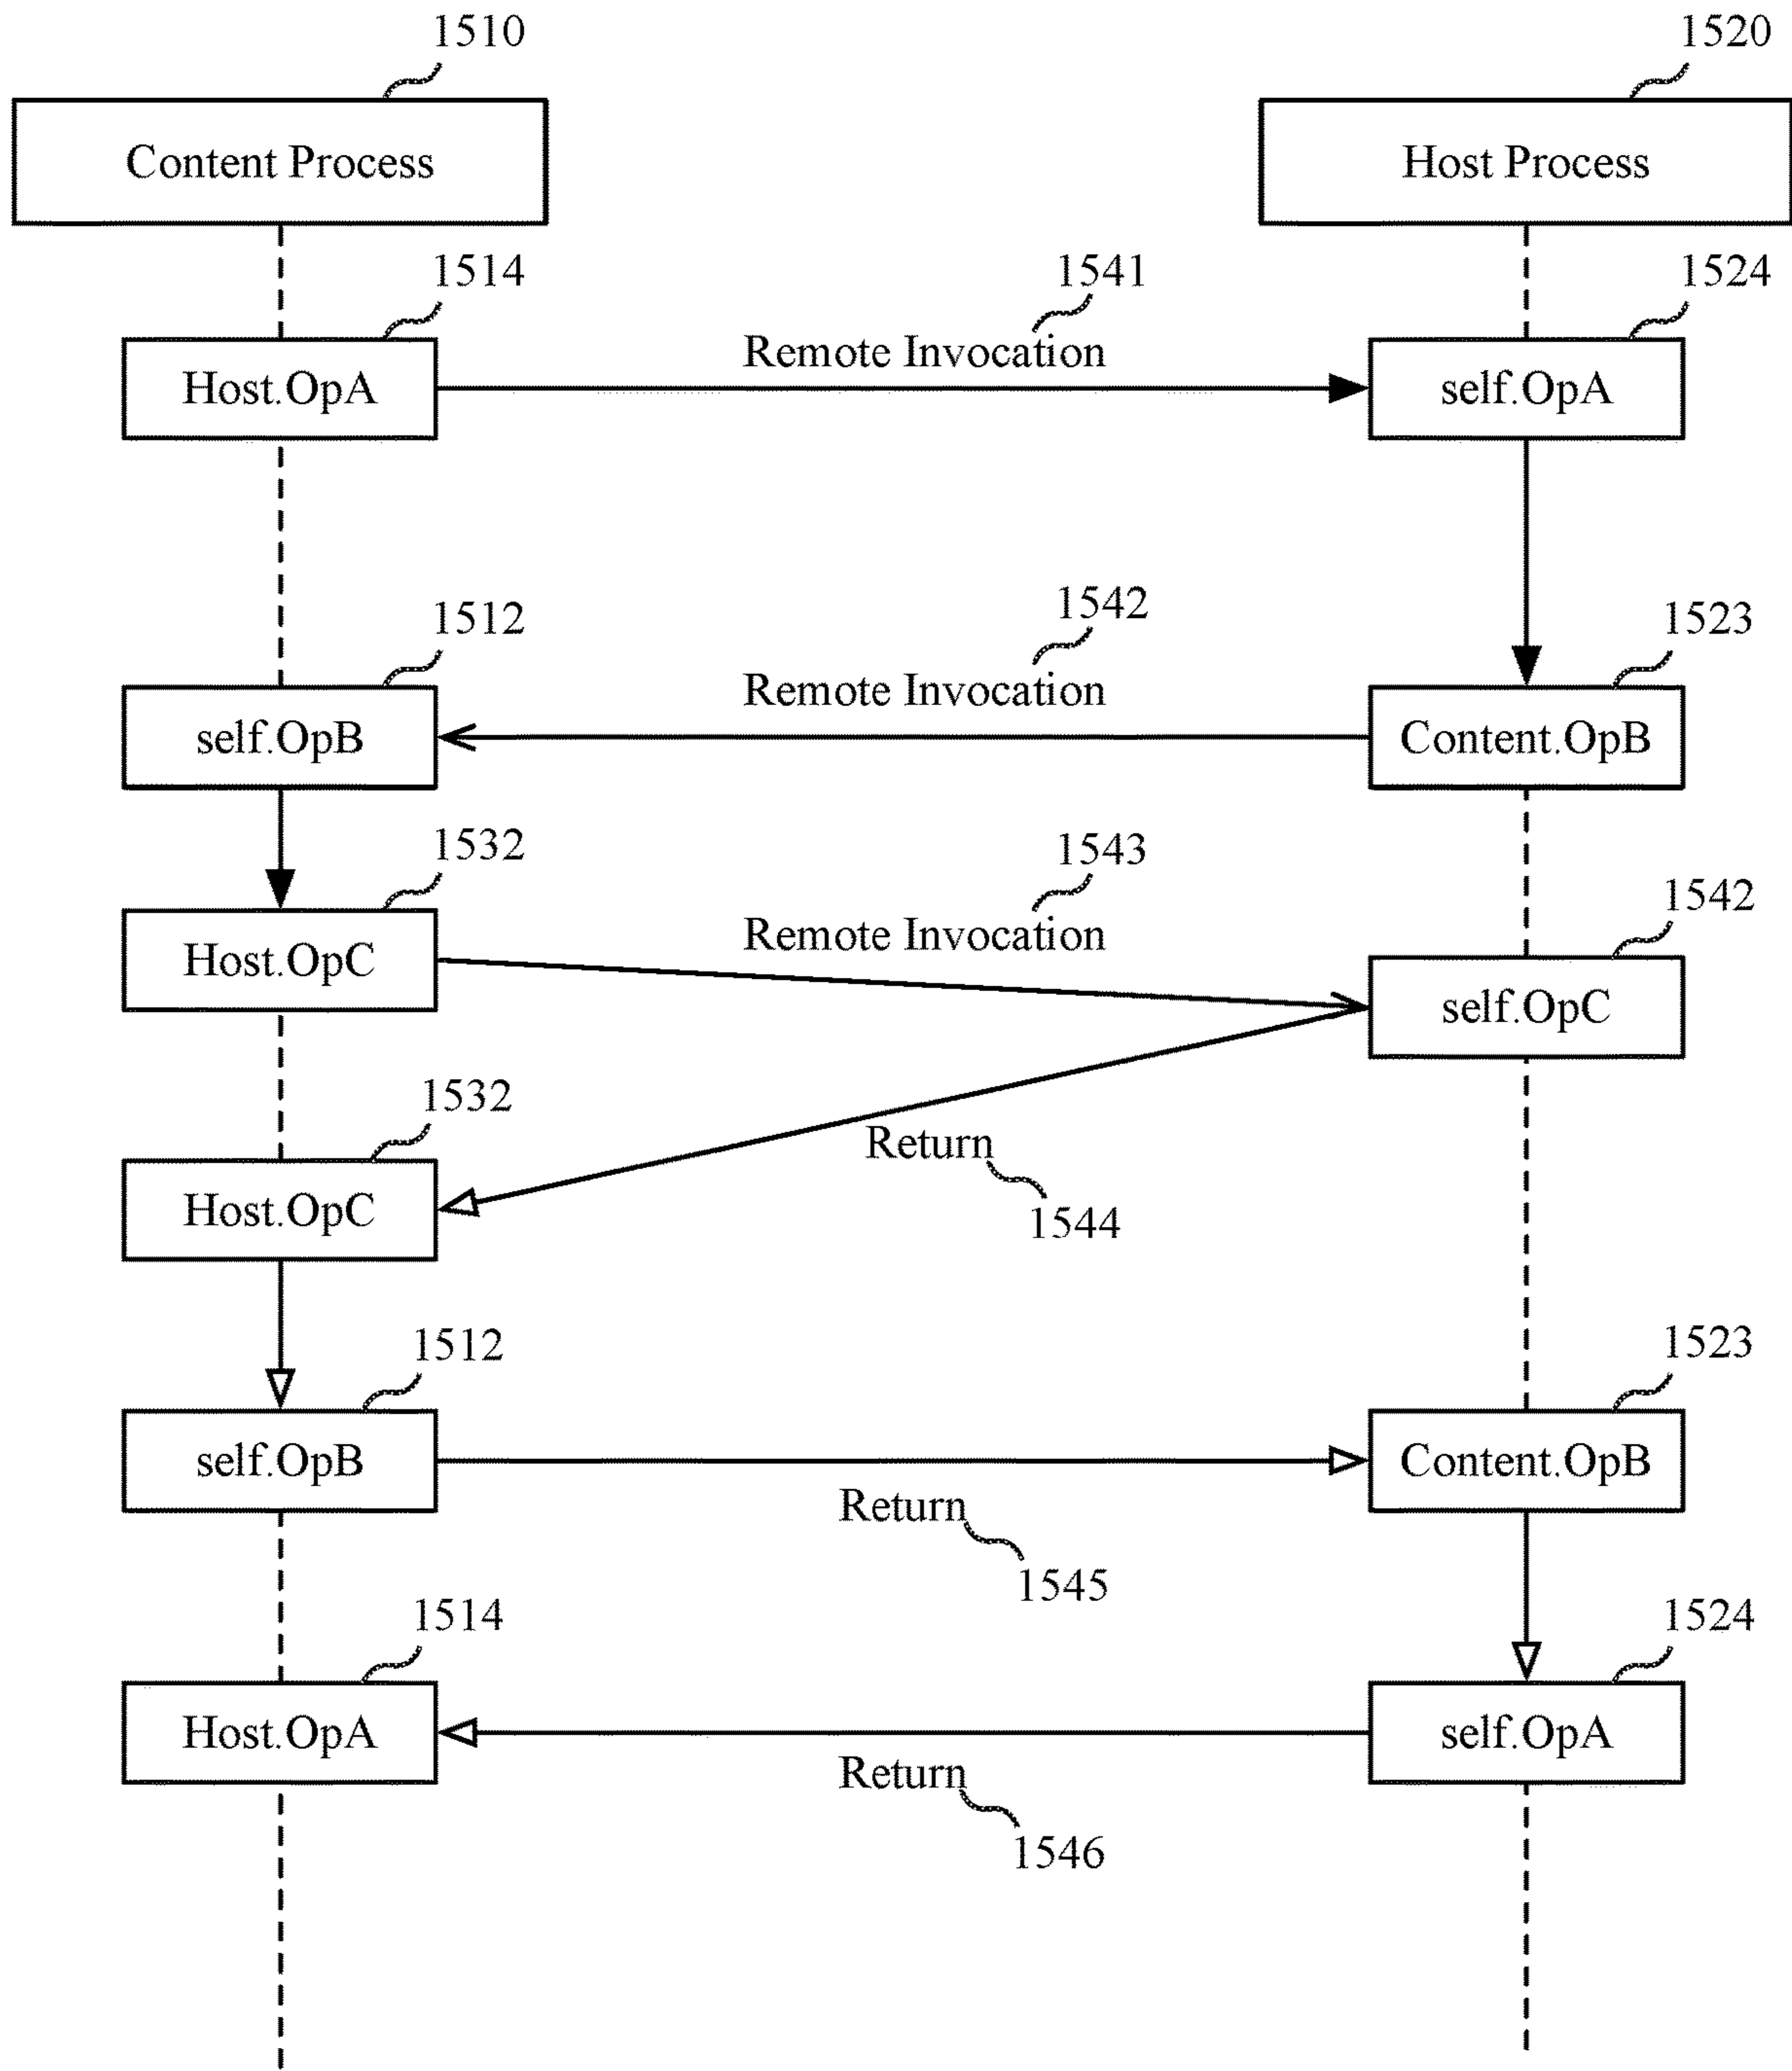 1510
1520
Content Process
Host Process
1514
1541
1524
Remote Invocation
Host.OpA
self.OpA
1512
1542
1523
Remote Invocation
self.OpB
Content.OpB
1532
1543
1542
Remote Invocation
Host.OpC
self.OpC
1532
Return
Host.OpC
1544
1512
1523
self.OpB
Content.OpB
Return
1545
1514
1524
Host.OpA
self.OpA
Return
1546